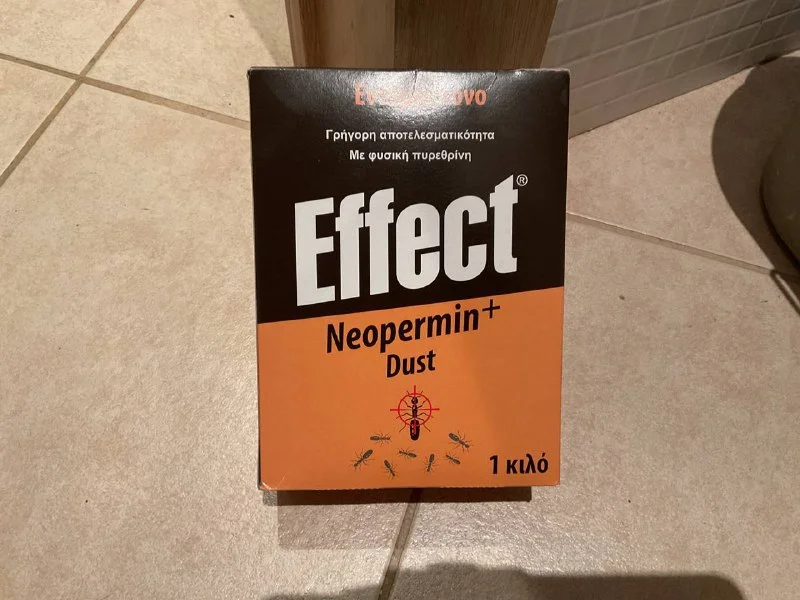 Γρήγορη αποτελεσματικότητα
Με φυσική πυρεθρίνη
Effect®
Neopermin+
Dust
1 κιλό